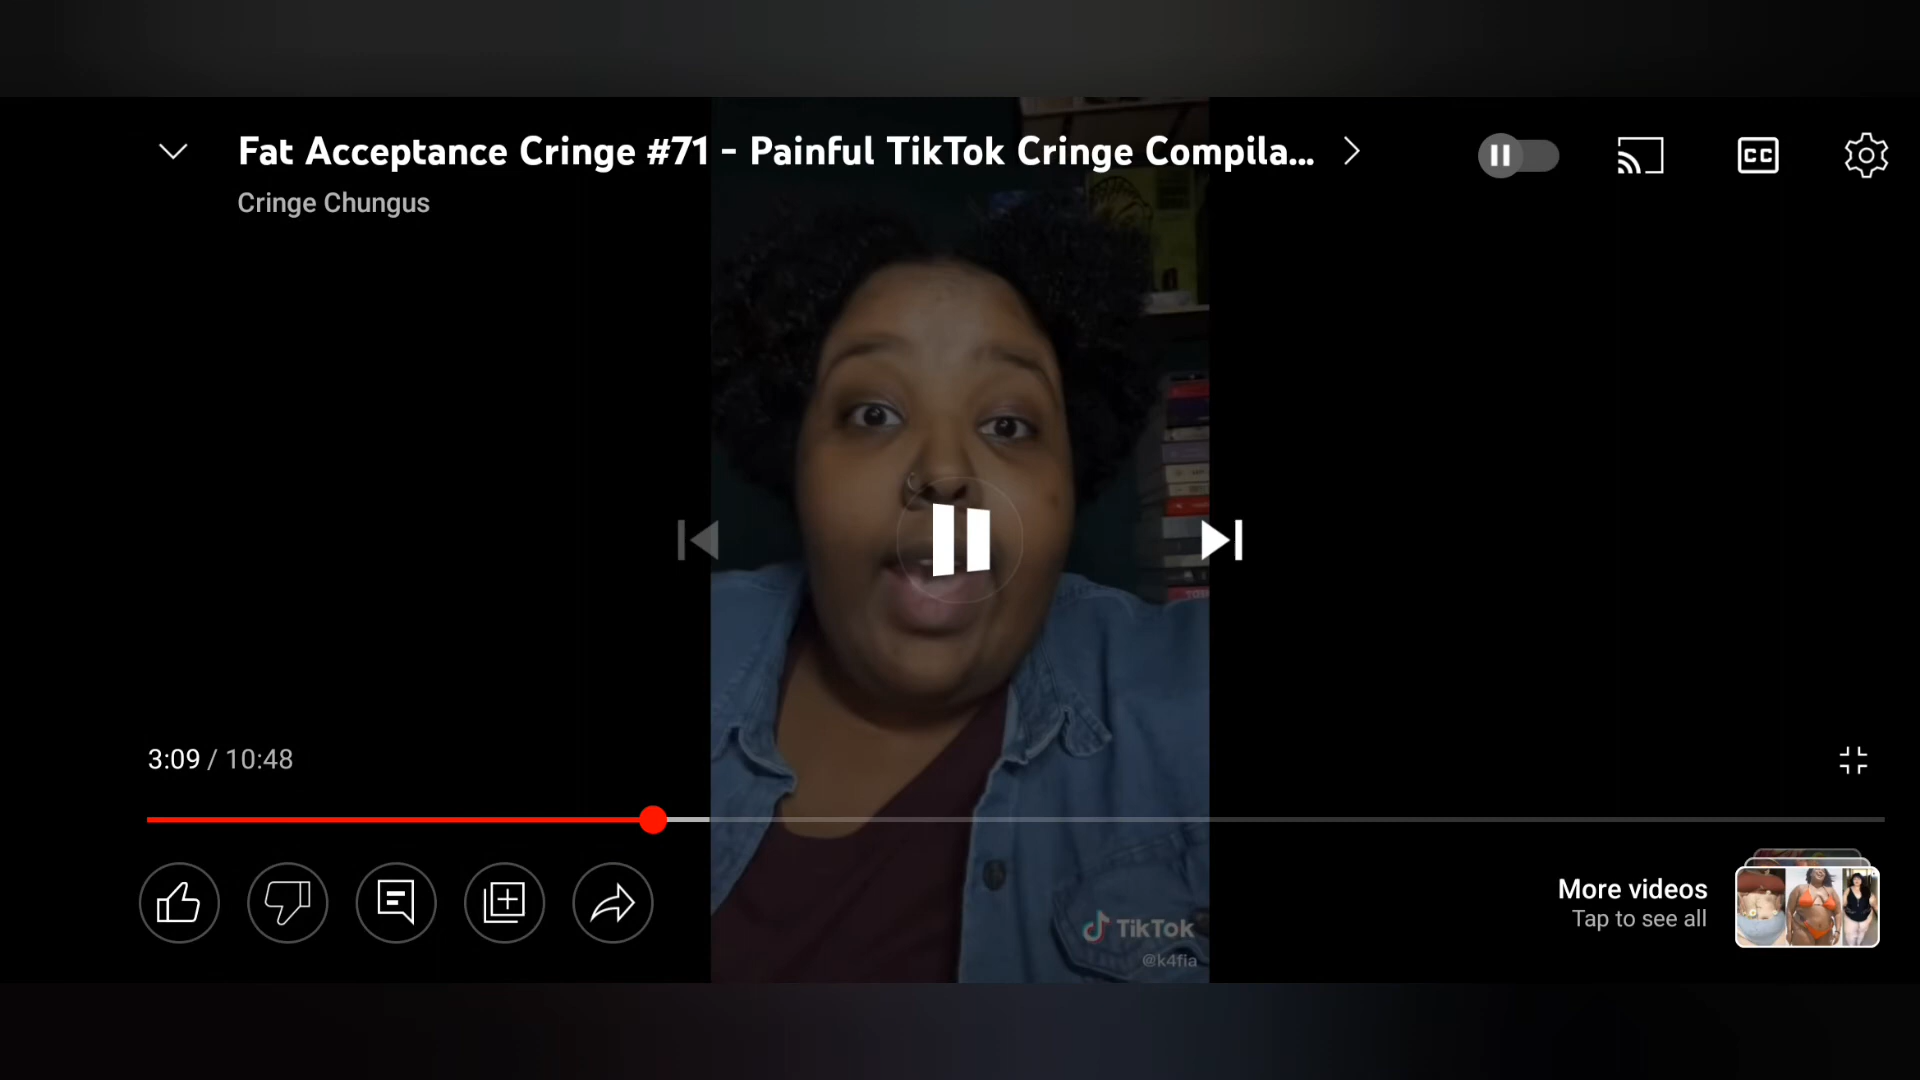 Fat Acceptance Cringe #71 - Painful TikTok Cringe Compila...
Cringe Chungus
CC
3:09 / 10:48
More videos
Tap to see all
TikTok
@k4fia